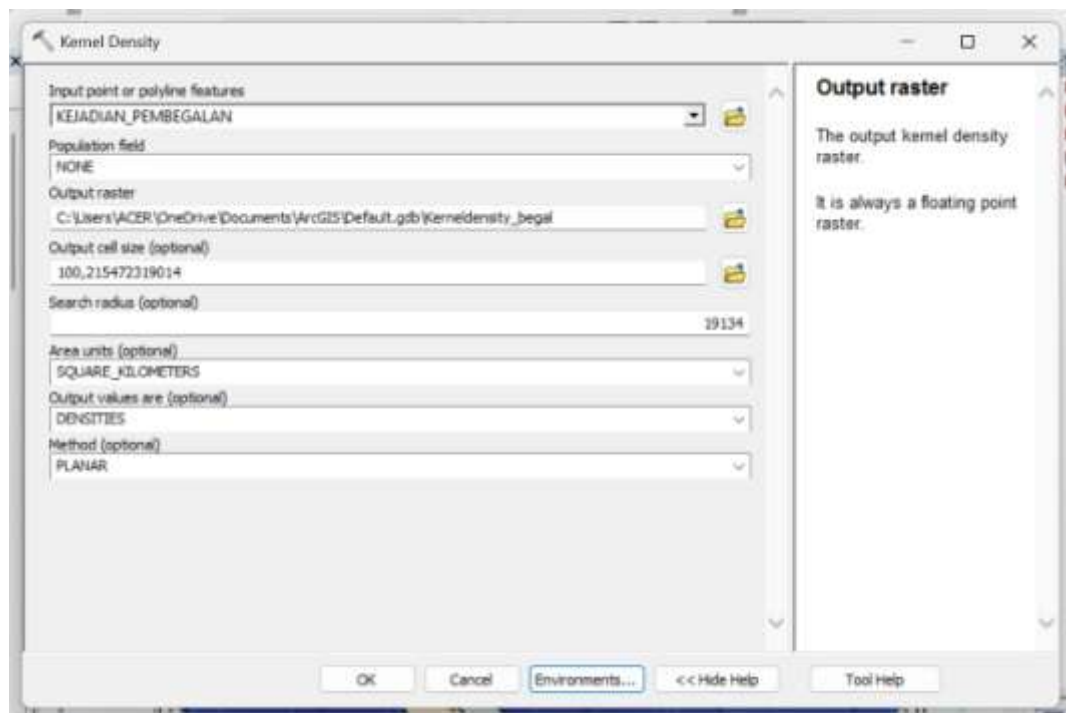 Kernel Density
Input point or polyline features
KEJADIAN_PEMBEGALAN
Population field
NONE
Output raster
C:\Users\ACER\OneDrive\Documents\ArcGIS\Default.gdb\Kerneldensity_begal
Output cell size (optional)
100,215472319014
Search radius (optional)
19134
Area units (optional)
SQUARE_KILOMETERS
Output values are (optional)
DENSITIES
Method (optional)
PLANAR
Output raster
The output kernel density
raster.
It is always a floating point
raster.
OK
Cancel
Environments...
<< Hide Help
Tool Help